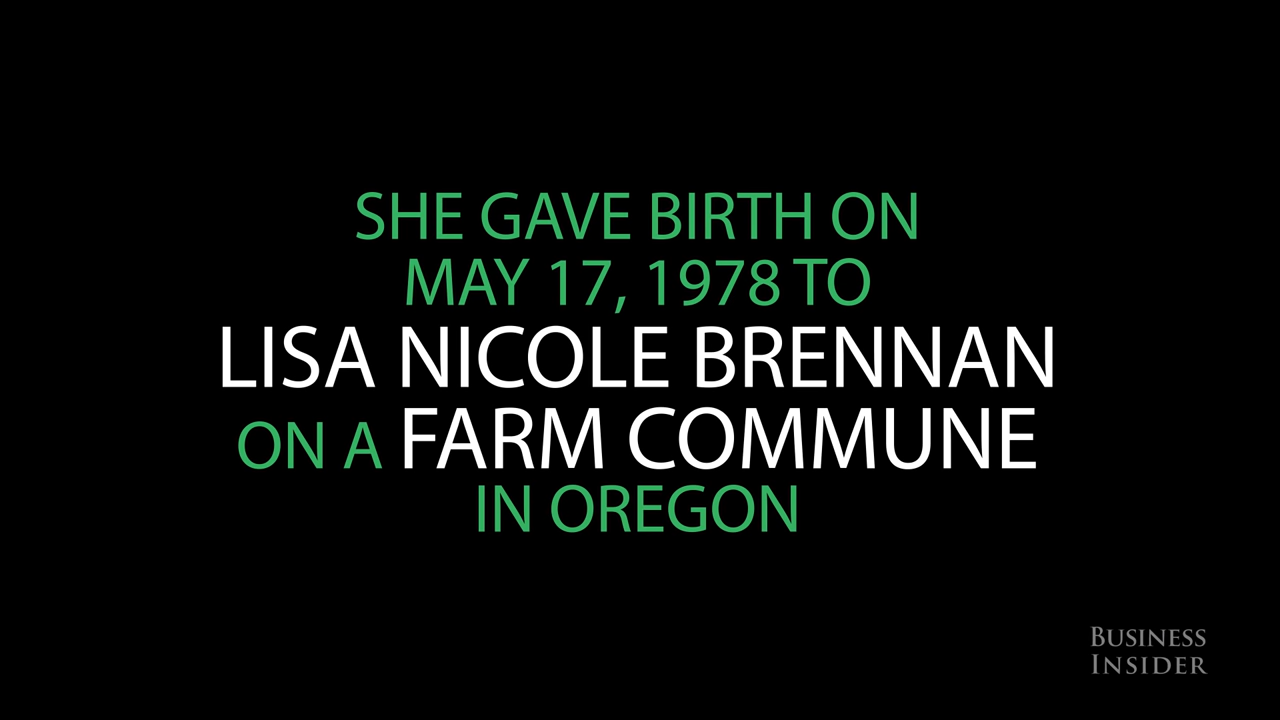 SHE GAVE BIRTH ON
MAY 17, 1978 TO
LISA NICOLE BRENNAN
ON A FARM COMMUNE
IN OREGON
BUSINESS
INSIDER